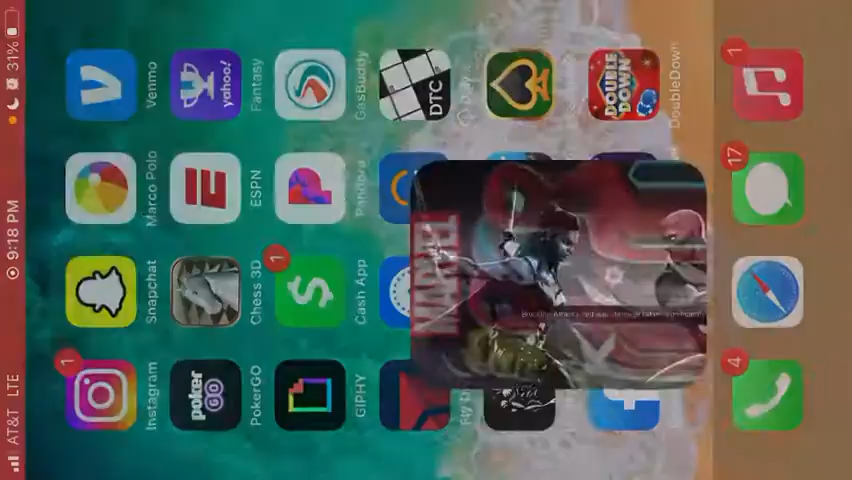 AT&T LTE 9:18 PM 31%
1
Instagram Snapchat Marco Polo Venmo
poker GO
yahoo!
PokerGO Chess 3D ESPN Fantasy
1
GIPHY Cash App Pandora GasBuddy
DTC
MARVEL
DOUBLE DOWN
DoubleDown
4 17 1